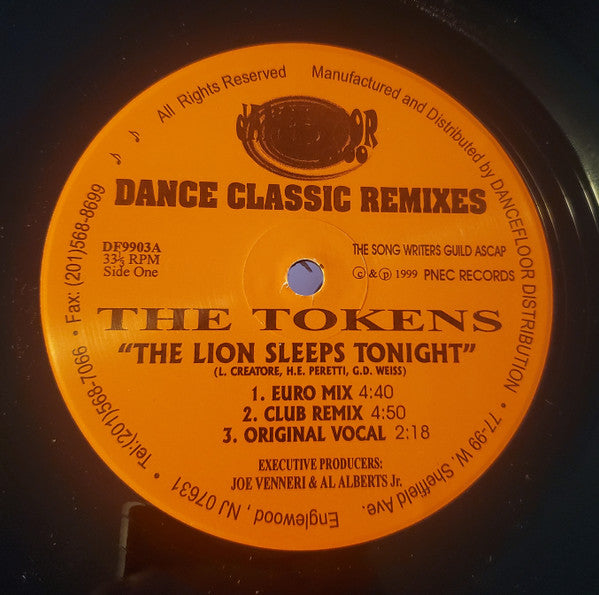 All Rights Reserved
Manufactured and Distributed by DANCEFLOOR DISTRIBUTION • 77-99 W. Sheffield Ave.
Englewood, NJ 07631 • Tel:(201)568-7066 • Fax: (201)568-8699 ♪ ♪
DANCE CLASSIC REMIXES
DF9903A
33⅓ RPM
Side One
THE SONG WRITERS GUILD ASCAP
© & ℗ 1999 PNEC RECORDS
THE TOKENS
“THE LION SLEEPS TONIGHT”
(L. CREATORE, H.E. PERETTI, G.D. WEISS)
1. EURO MIX 4:40
2. CLUB REMIX 4:50
3. ORIGINAL VOCAL 2:18
EXECUTIVE PRODUCERS:
JOE VENNERI & AL ALBERTS Jr.